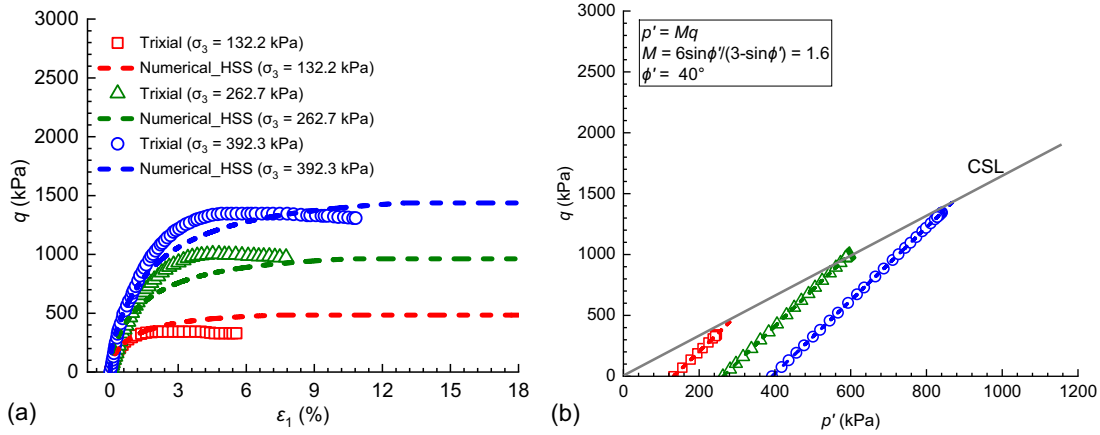 3000
2500
2000
1500
1000
500
0
q (kPa)
Trixial (σ3 = 132.2 kPa)
Numerical_HSS (σ3 = 132.2 kPa)
Trixial (σ3 = 262.7 kPa)
Numerical_HSS (σ3 = 262.7 kPa)
Trixial (σ3 = 392.3 kPa)
Numerical_HSS (σ3 = 392.3 kPa)
0 3 6 9 12 15 18
ε1 (%)
(a)
3000
2500
2000
1500
1000
500
0
q (kPa)
p' = Mq
M = 6sinϕ'/(3-sinϕ') = 1.6
ϕ' = 40°
CSL
0 200 400 600 800 1000 1200
p' (kPa)
(b)